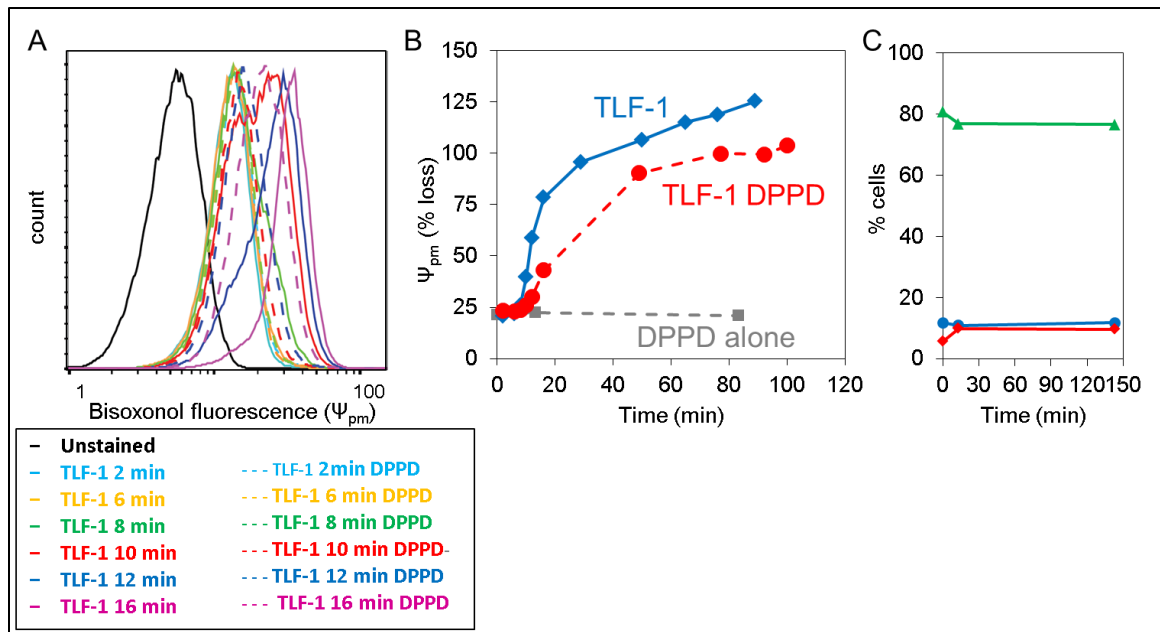 A
count
1 100
Bisoxonol fluorescence (Ψpm)
– Unstained
– TLF-1 2 min
– TLF-1 6 min
– TLF-1 8 min
– TLF-1 10 min
– TLF-1 12 min
– TLF-1 16 min
--- TLF-1 2min DPPD
--- TLF-1 6 min DPPD
--- TLF-1 8 min DPPD
--- TLF-1 10 min DPPD-
--- TLF-1 12 min DPPD
--- TLF-1 16 min DPPD
B
Ψpm (% loss)
150
125
100
75
50
25
0
TLF-1
TLF-1 DPPD
DPPD alone
0 20 40 60 80 100 120
Time (min)
C
% cells
100
80
60
40
20
0
0 30 60 90 120150
Time (min)